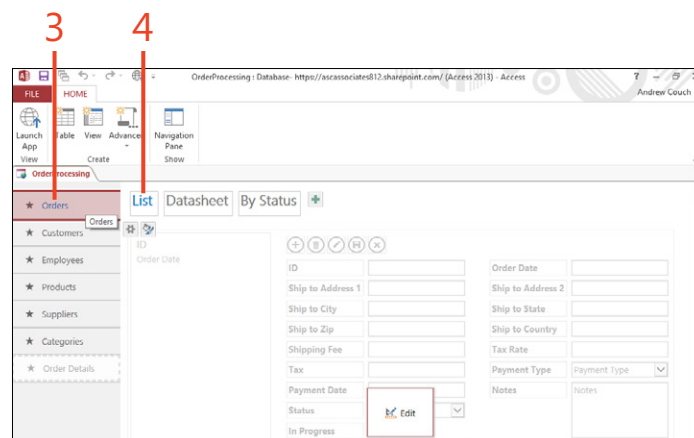 3 4
OrderProcessing : Database- https://ascassociates812.sharepoint.com/ (Access 2013) - Access
?
FILE HOME
Andrew Couch
Launch App
Table
View
Advanced
Navigation Pane
View
Create
Show
OrderProcessing
Orders
List Datasheet By Status
Orders
Customers
Employees
Products
Suppliers
Categories
Order Details
ID
Order Date
ID Order Date
Ship to Address 1 Ship to Address 2
Ship to City Ship to State
Ship to Zip Ship to Country
Shipping Fee Tax Rate
Tax Payment Type Payment Type
Payment Date Notes Notes
Status Edit
In Progress